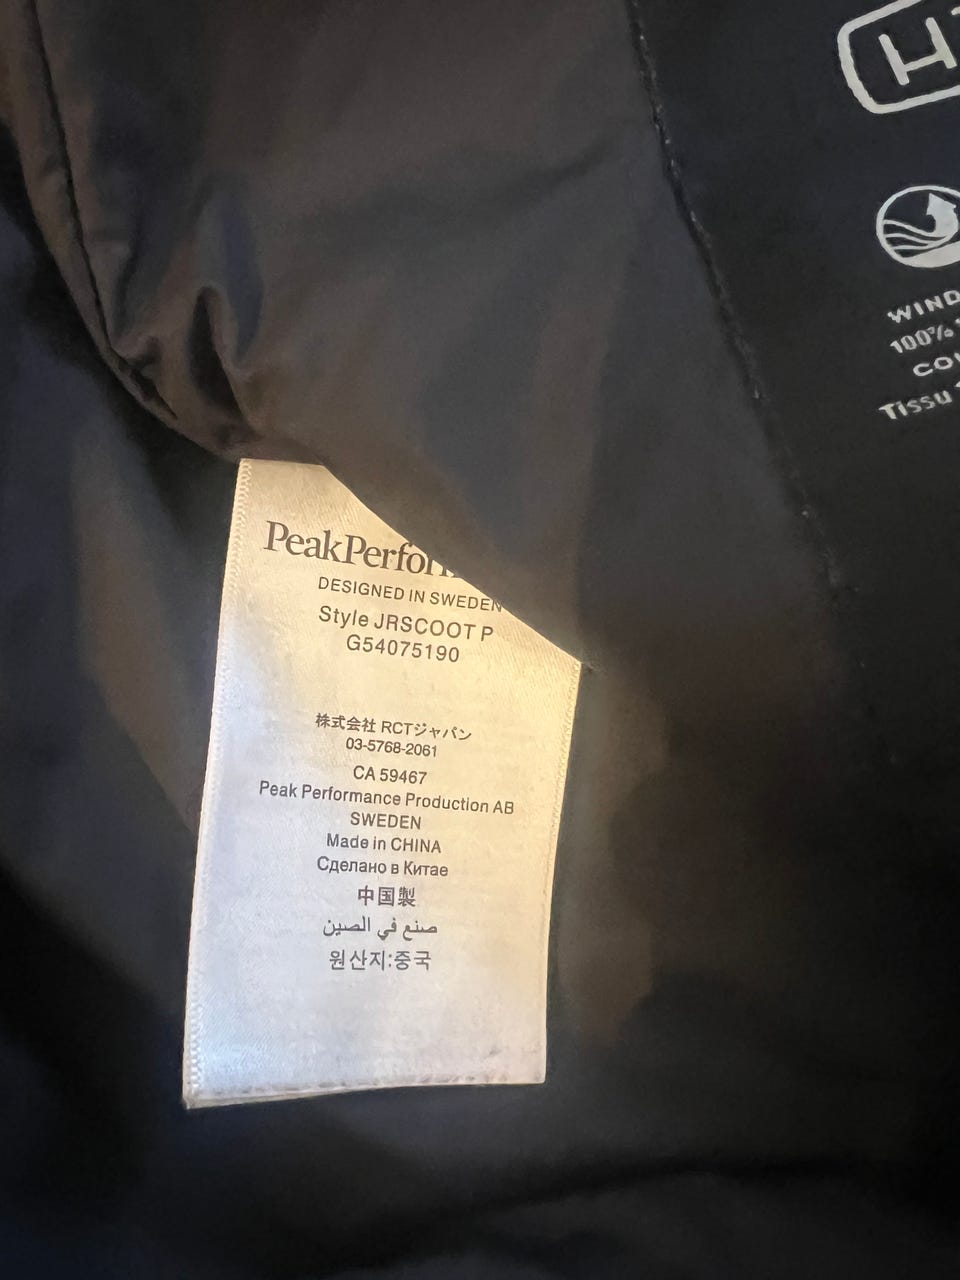 PeakPerfor
DESIGNED IN SWEDEN
Style JRSCOOT P
G54075190
株式会社 RCTジャパン
03-5768-2061
CA 59467
Peak Performance Production AB
SWEDEN
Made in CHINA
Сделано в Китае
中国製
صنع في الصين
원산지:중국
H
WIND
100%
CO
Tissu